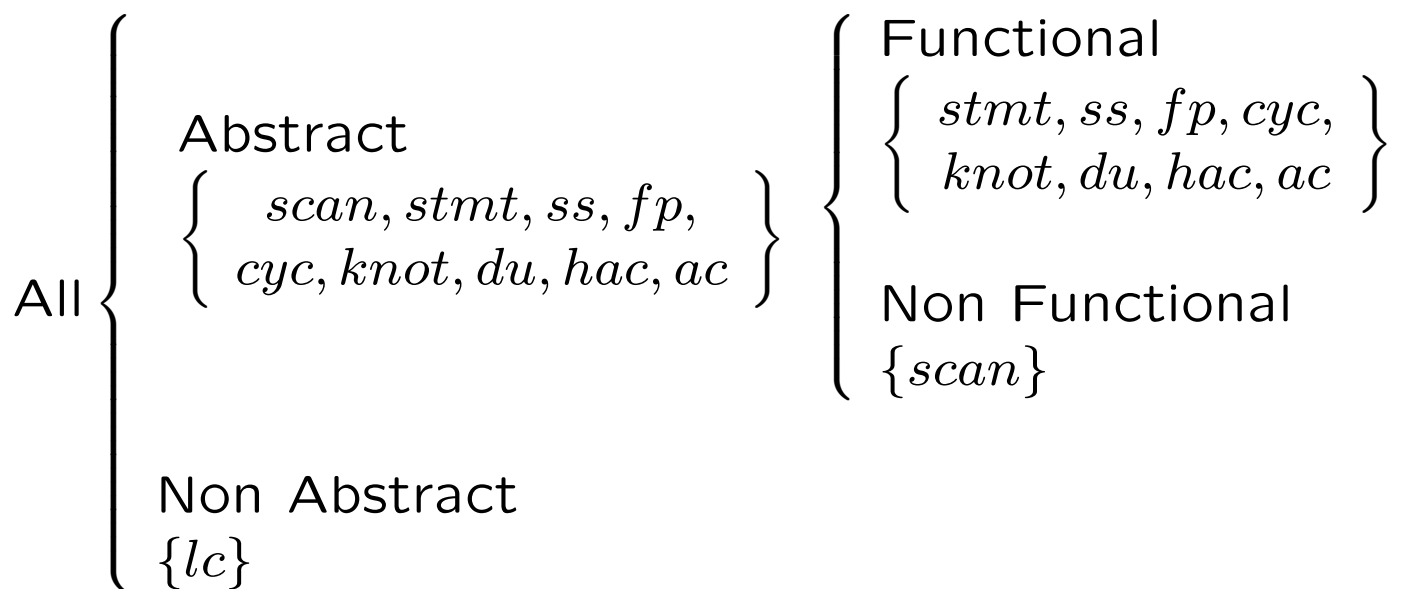 All
Abstract
{ scan, stmt, ss, fp,
cyc, knot, du, hac, ac }
Functional
{ stmt, ss, fp, cyc,
knot, du, hac, ac }
Non Functional
{scan}
Non Abstract
{lc}